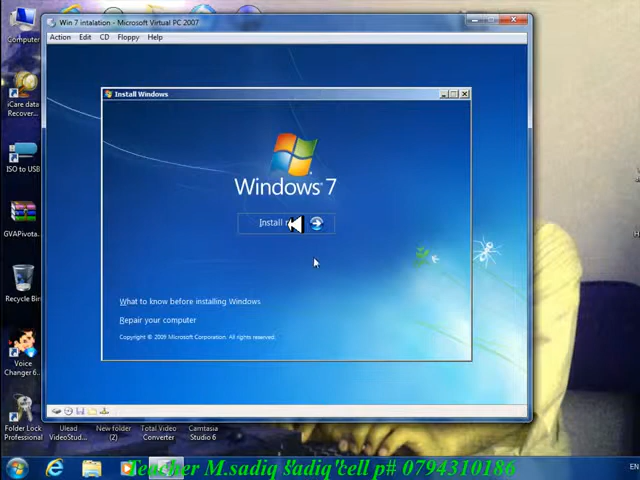 Win 7 intalation - Microsoft Virtual PC 2007
Action Edit CD Floppy Help
Install Windows
Windows 7
Install
What to know before installing Windows
Repair your computer
Copyright © 2009 Microsoft Corporation. All rights reserved.
Computer
iCare data
Recover...
ISO to USB
GVAPivota...
Recycle Bin
Voice
Changer 6...
Folder Lock
Professional
Ulead
VideoStud...
New folder
(2)
Total Video
Converter
Camtasia
Studio 6
Teacher M.sadiq "sadiq"cell p# 0794310186
EN